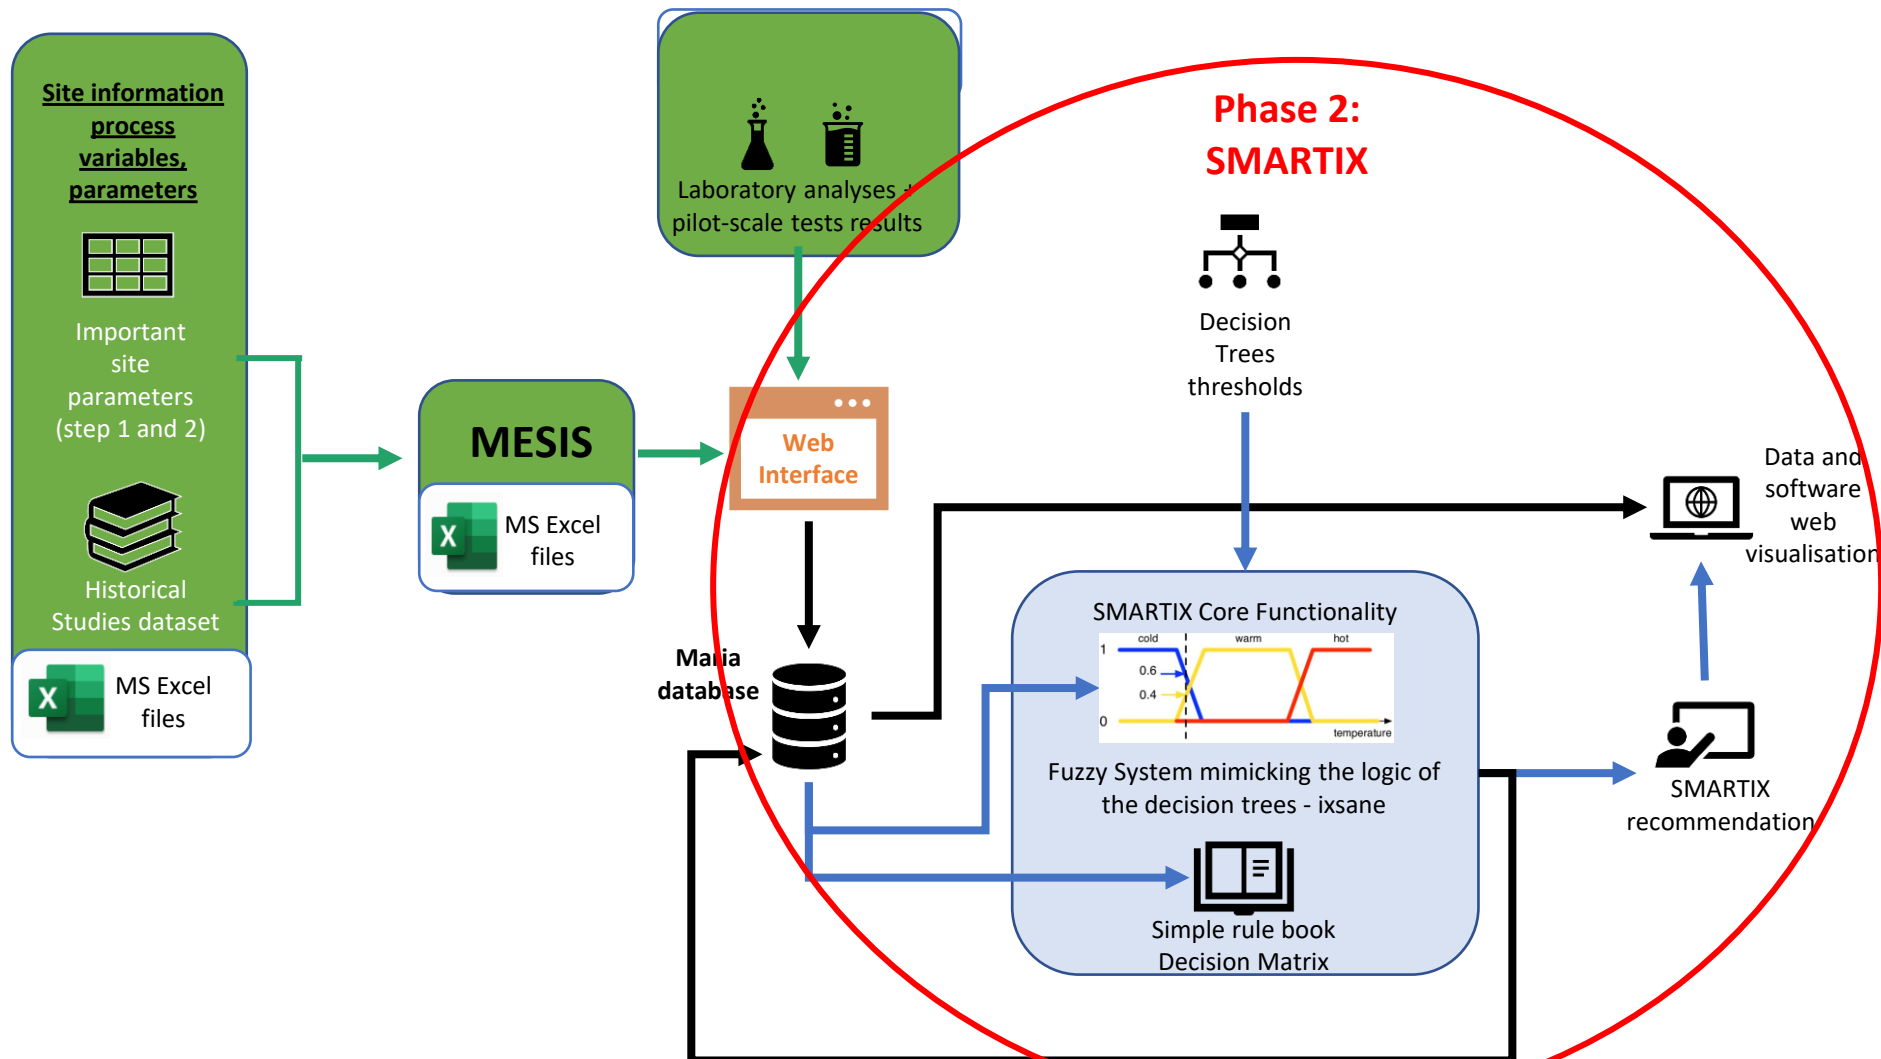 Site information
process
variables,
parameters
Important
site
parameters
(step 1 and 2)
Historical
Studies dataset
X
MS Excel
files
MESIS
X
MS Excel
files
Laboratory analyses +
pilot-scale tests results
Web
Interface
Maria
database
Phase 2:
SMARTIX
Decision
Trees
thresholds
SMARTIX Core Functionality
cold warm hot
1
0.6
0.4
0
temperature
Fuzzy System mimicking the logic of
the decision trees - ixsane
Simple rule book
Decision Matrix
Data and
software
web
visualisation
SMARTIX
recommendation